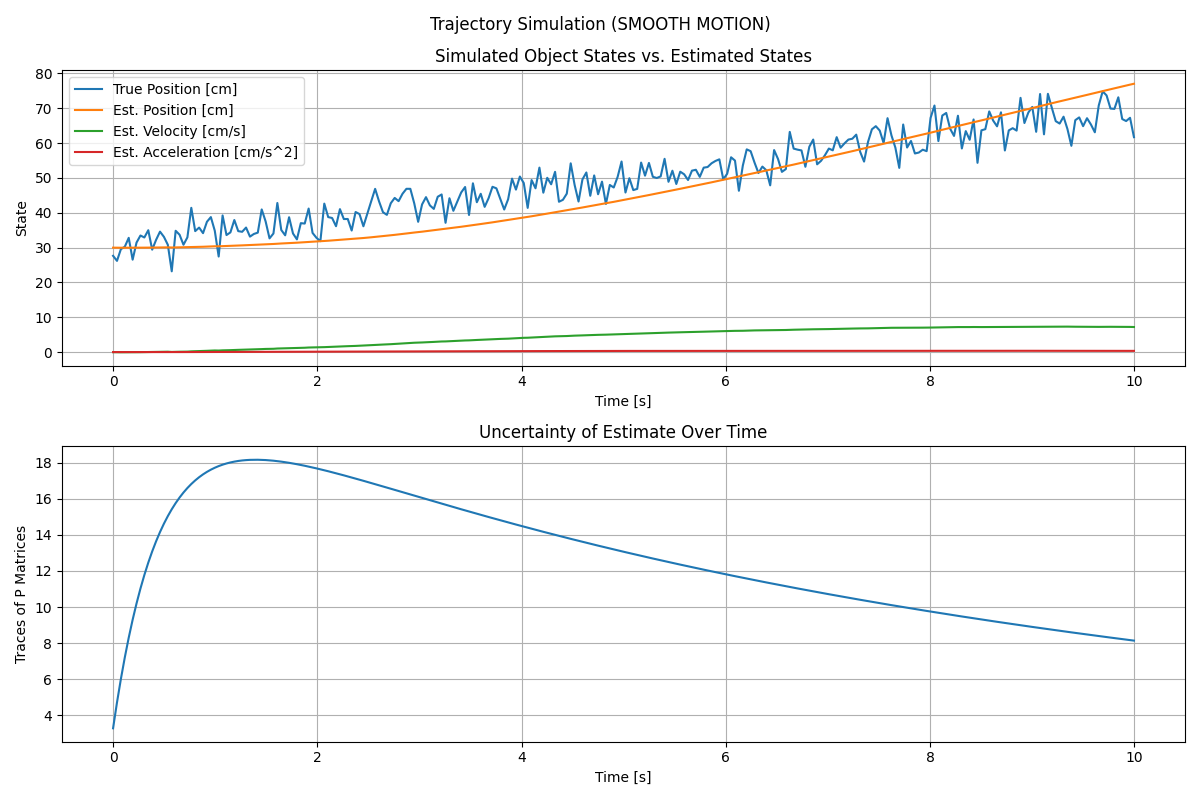 Trajectory Simulation (SMOOTH MOTION)
Simulated Object States vs. Estimated States
80
70
60
50
40
30
20
10
0
State
True Position [cm]
Est. Position [cm]
Est. Velocity [cm/s]
Est. Acceleration [cm/s^2]
0 2 4 6 8 10
Time [s]
Uncertainty of Estimate Over Time
18
16
14
12
10
8
6
4
Traces of P Matrices
0 2 4 6 8 10
Time [s]